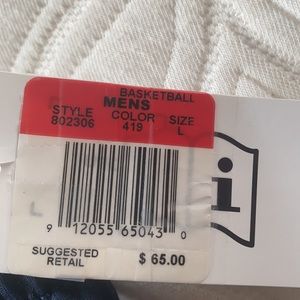 BASKETBALL
MENS
STYLE COLOR SIZE
802306 419 L
L
9 12055 65043 0
SUGGESTED
RETAIL $ 65.00
i